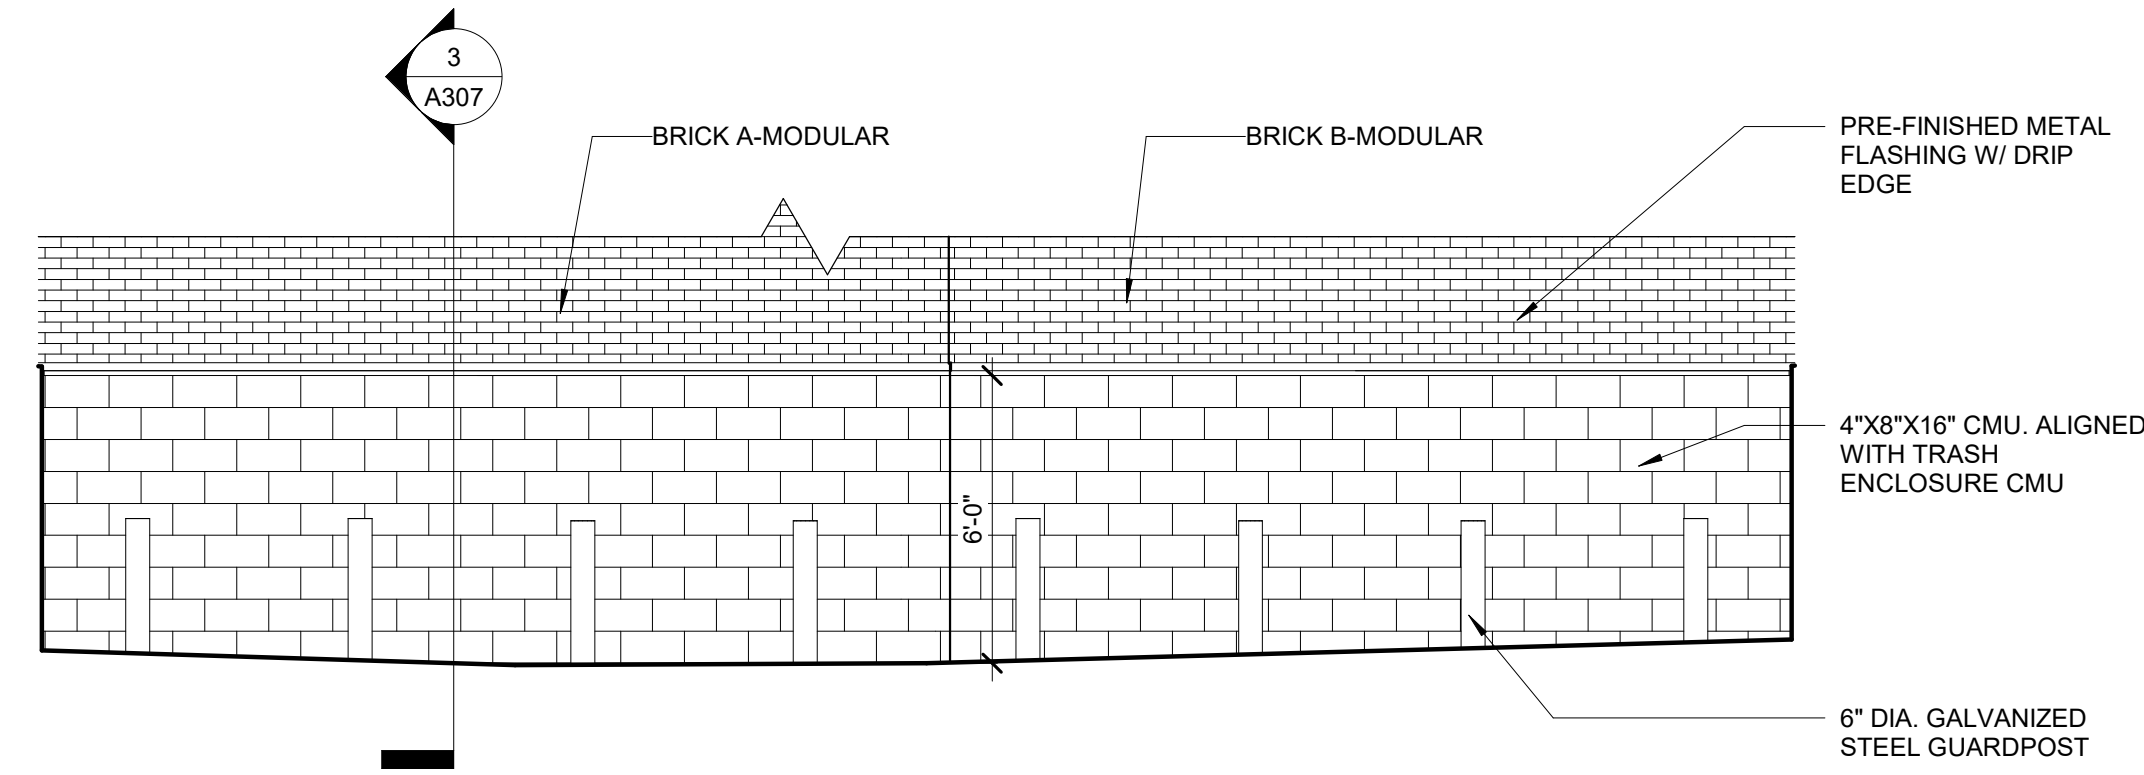 3
A307
BRICK A-MODULAR
BRICK B-MODULAR
PRE-FINISHED METAL
FLASHING W/ DRIP
EDGE
4"X8"X16" CMU. ALIGNED
WITH TRASH
ENCLOSURE CMU
6'-0"
6" DIA. GALVANIZED
STEEL GUARDPOST